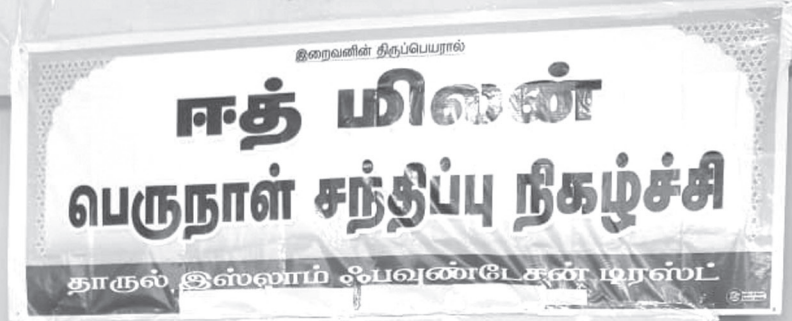 இறைவனின் திருப்பெயரால்
ஈத் மிலன்
பெருநாள் சந்திப்பு நிகழ்ச்சி
தாருல் இஸ்லாம் ஃபவுண்டேசன் டிரஸ்ட்